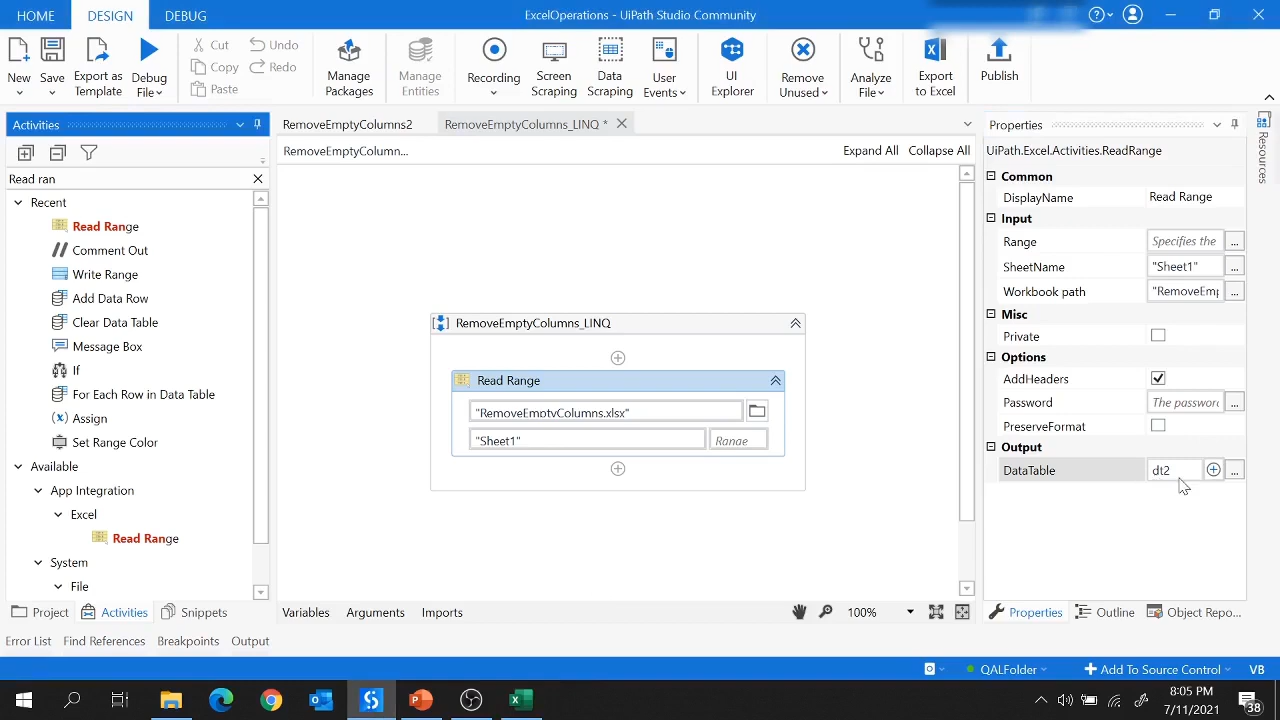 HOME DESIGN DEBUG ExcelOperations - UiPath Studio Community
New Save Export as Template Debug File Cut Copy Paste Undo Redo Manage Packages Manage Entities Recording Screen Scraping Data Scraping User Events UI Explorer Remove Unused Analyze File Export to Excel Publish
Activities
Read ran
Recent
Read Range
Comment Out
Write Range
Add Data Row
Clear Data Table
Message Box
If
For Each Row in Data Table
Assign
Set Range Color
Available
App Integration
Excel
Read Range
System
File
Project Activities Snippets
RemoveEmptyColumns2 RemoveEmptyColumns_LINQ *
RemoveEmptyColumn... Expand All Collapse All
RemoveEmptyColumns_LINQ
Read Range
"RemoveEmptyColumns.xlsx"
"Sheet1" Range
Variables Arguments Imports 100%
Properties
UiPath.Excel.Activities.ReadRange
Common
DisplayName Read Range
Input
Range Specifies the ...
SheetName "Sheet1" ...
Workbook path "RemoveEmp ...
Misc
Private
Options
AddHeaders
Password The password ...
PreserveFormat
Output
DataTable dt2 ...
Properties Outline Object Repo...
Resources
Error List Find References Breakpoints Output
QALFolder Add To Source Control VB
8:05 PM
7/11/2021
38